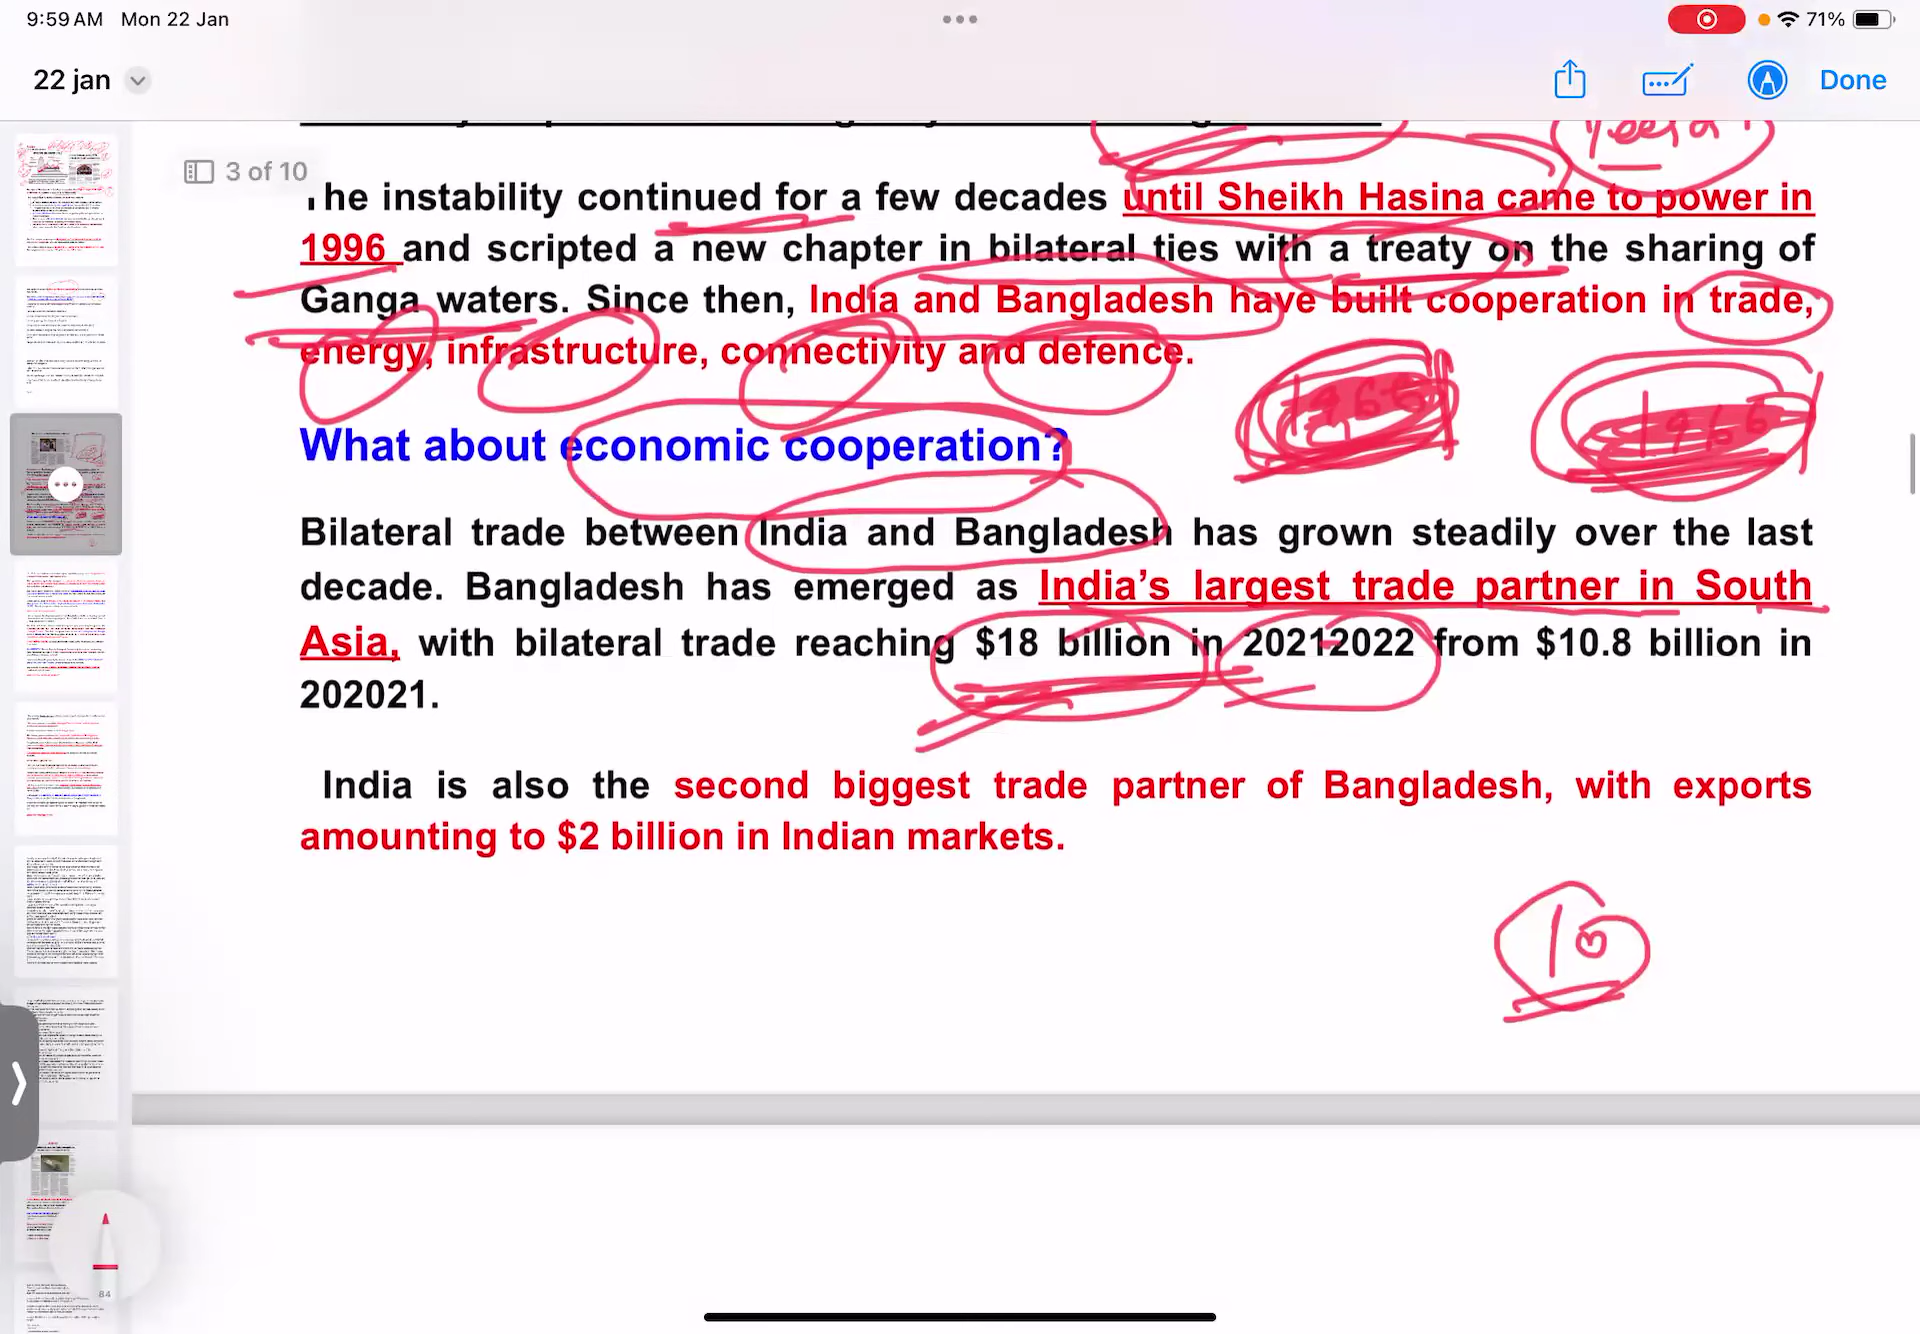 9:59 AM Mon 22 Jan
71%
22 jan
Done
3 of 10
he instability continued for a few decades until Sheikh Hasina came to power in
1996 and scripted a new chapter in bilateral ties with a treaty on the sharing of
Ganga waters. Since then, India and Bangladesh have built cooperation in trade,
energy, infrastructure, connectivity and defence.
1966
1966
What about economic cooperation?
Bilateral trade between India and Bangladesh has grown steadily over the last
decade. Bangladesh has emerged as India’s largest trade partner in South
Asia, with bilateral trade reaching $18 billion in 20212022 from $10.8 billion in
202021.
India is also the second biggest trade partner of Bangladesh, with exports
amounting to $2 billion in Indian markets.
10
84